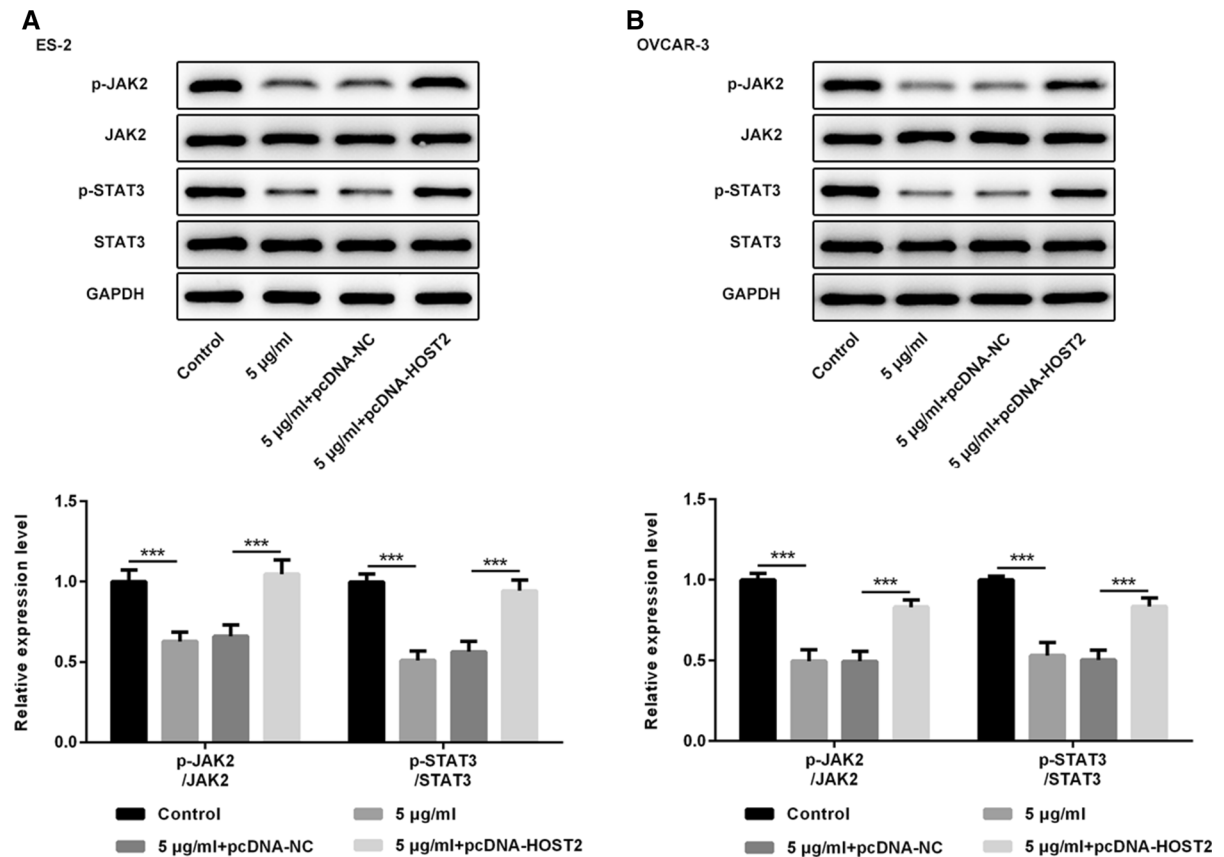 A
ES-2
p-JAK2
JAK2
p-STAT3
STAT3
GAPDH
Control
5 µg/ml
5 µg/ml+pcDNA-NC
5 µg/ml+pcDNA-HOST2
B
OVCAR-3
p-JAK2
JAK2
p-STAT3
STAT3
GAPDH
Control
5 µg/ml
5 µg/ml+pcDNA-NC
5 µg/ml+pcDNA-HOST2
Relative expression level
1.5
1.0
0.5
0.0
*** *** *** ***
p-JAK2
/JAK2
p-STAT3
/STAT3
Control
5 µg/ml
5 µg/ml+pcDNA-NC
5 µg/ml+pcDNA-HOST2
Relative expression level
1.5
1.0
0.5
0.0
*** *** *** ***
p-JAK2
/JAK2
p-STAT3
/STAT3
Control
5 µg/ml
5 µg/ml+pcDNA-NC
5 µg/ml+pcDNA-HOST2